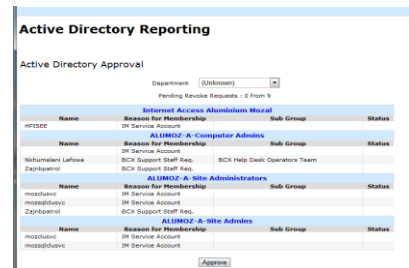 Active Directory Reporting
Active Directory Approval
Department (Unknown)
Pending Revoke Requests : 0 from 9
Internet Access Aluminium Mozal
Name Reason for Membership Sub Group Status
HPISEE IM Service Account
ALUMOZ-A-Computer Admins
Name Reason for Membership Sub Group Status
IM Service Account
Nkhumeleni Lefowa BCX Support Staff Req. BCX Help Desk Operators Team
Zajnbpatrol BCX Support Staff Req.
ALUMOZ-A-Site Administrators
Name Reason for Membership Sub Group Status
mozclusvc IM Service Account
mozsqlclusvc IM Service Account
Zajnbpatrol BCX Support Staff Req.
ALUMOZ-A-Site Admins
Name Reason for Membership Sub Group Status
mozclusvc IM Service Account
mozsqlclusvc IM Service Account
Approve